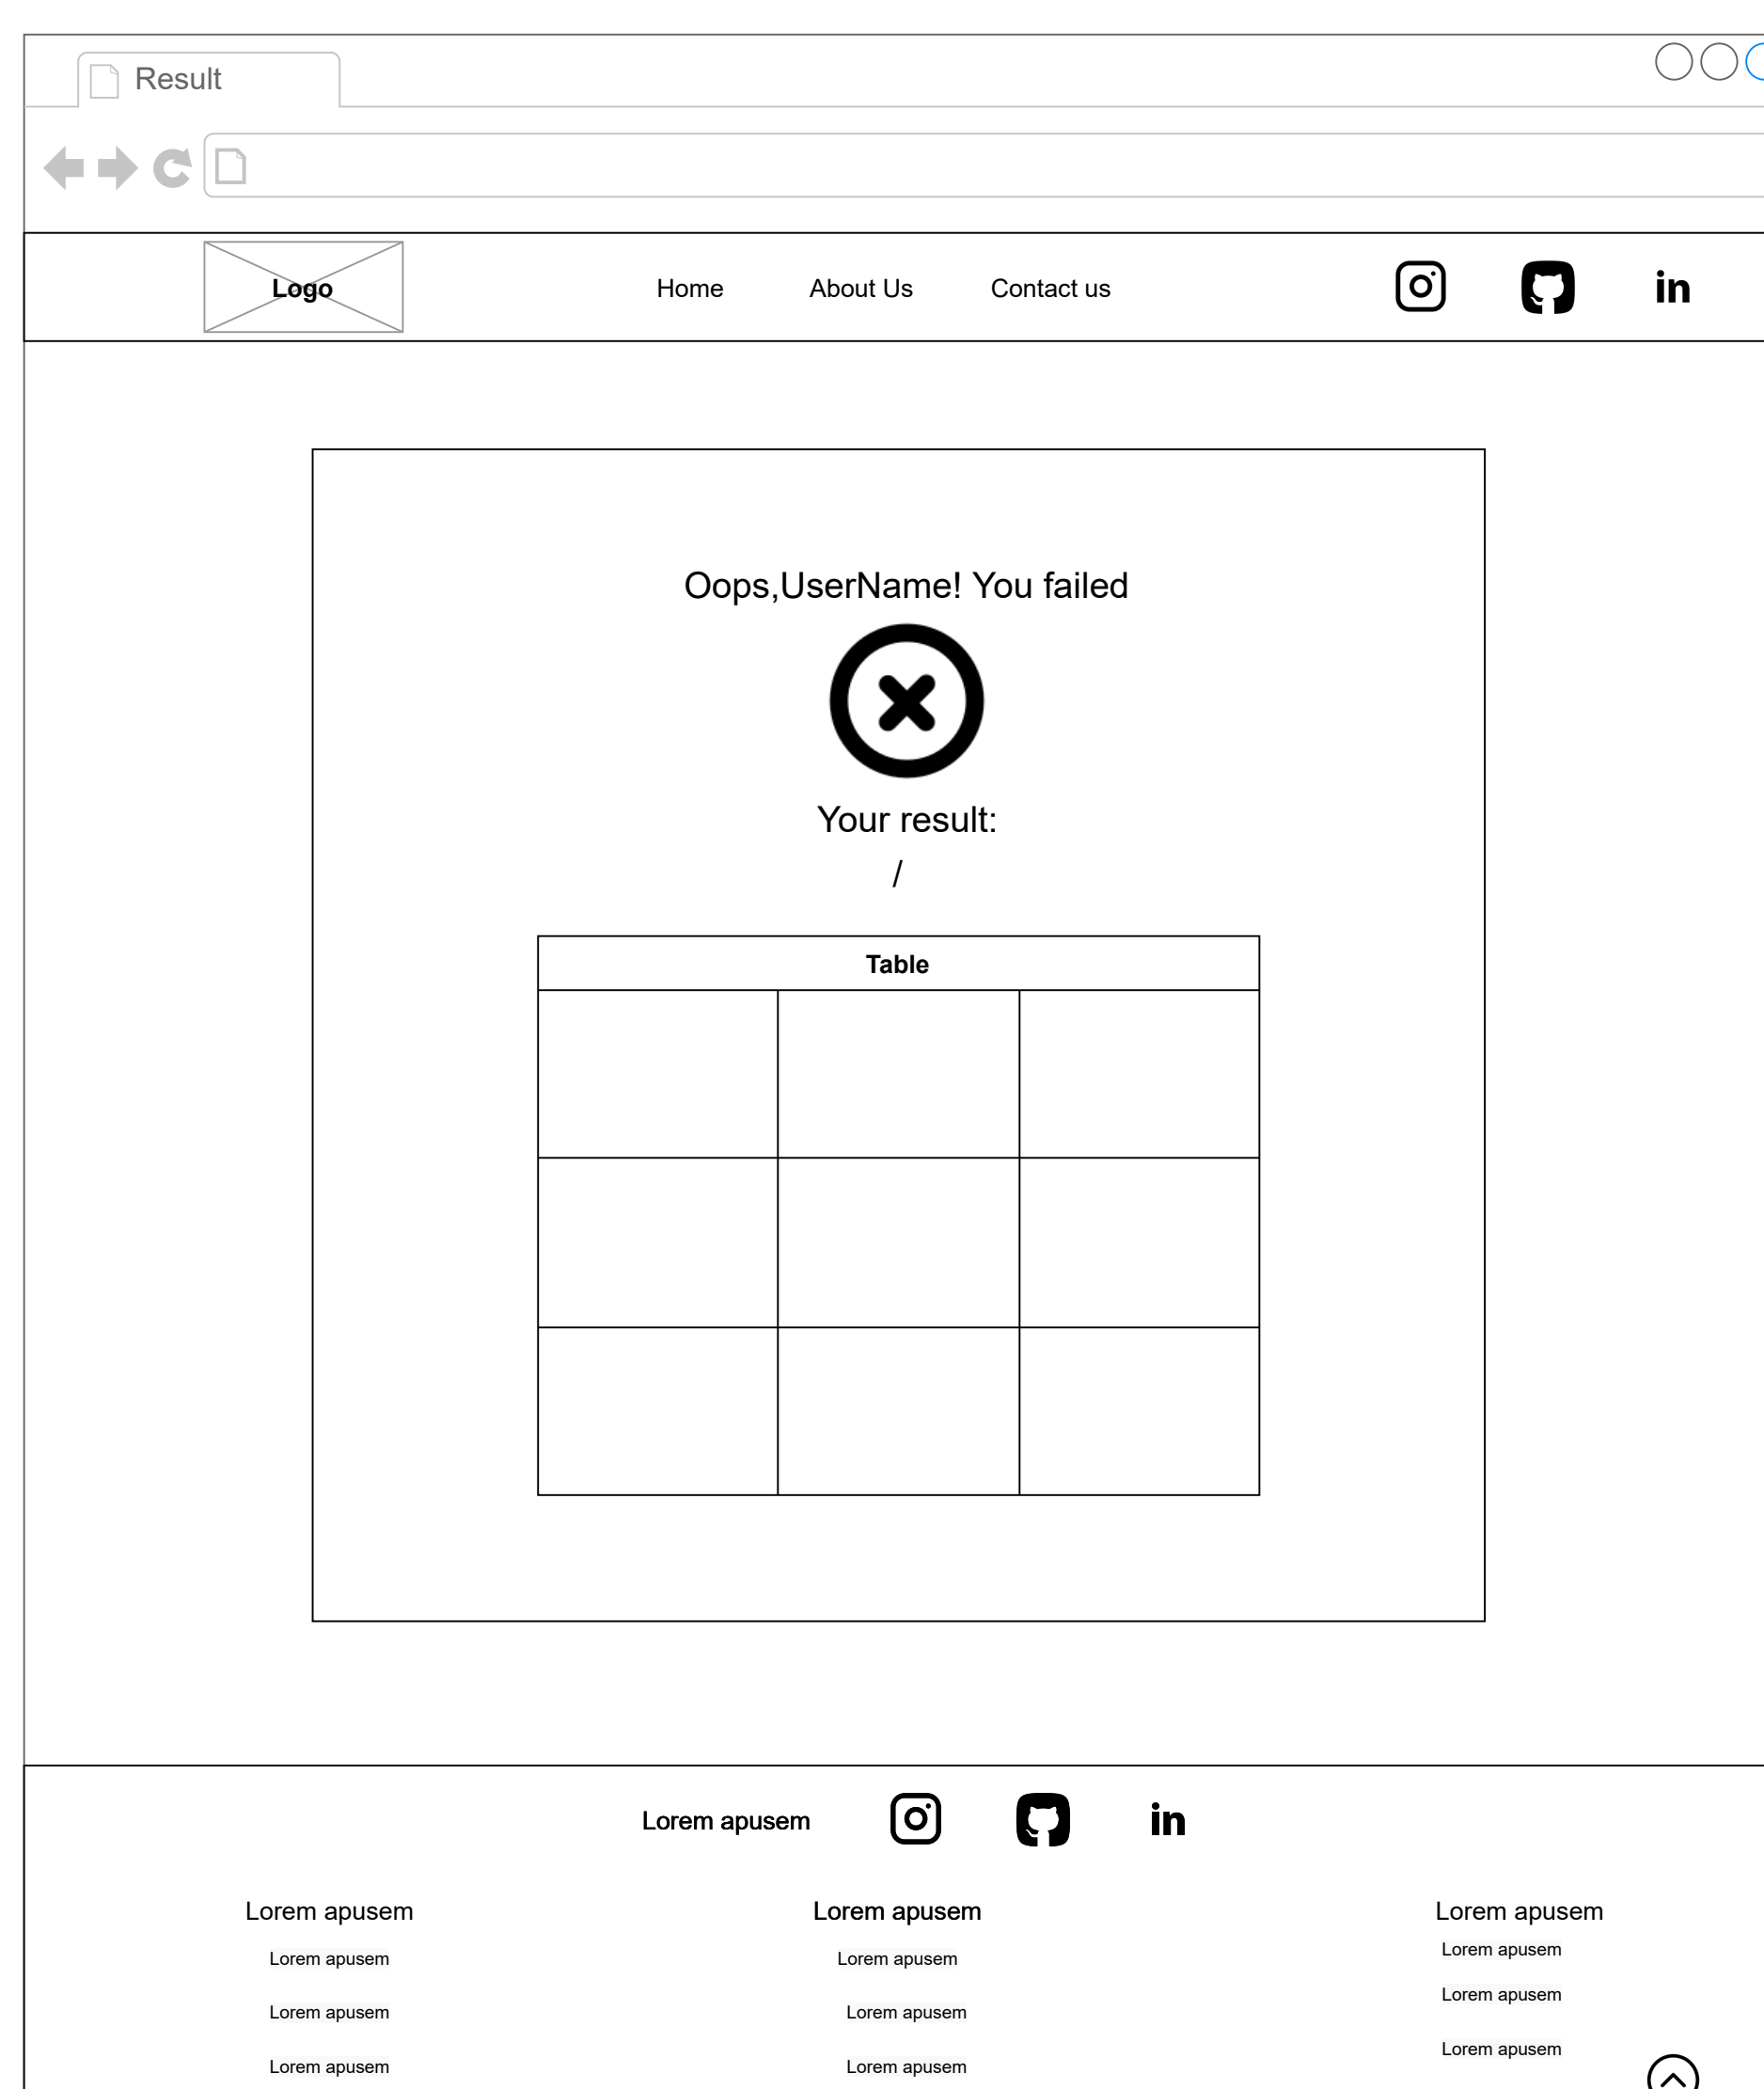 Result
Logo
Home About Us Contact us in
Oops,UserName! You failed
Your result:
/
Table
Lorem apusem in
Lorem apusem Lorem apusem Lorem apusem
Lorem apusem Lorem apusem Lorem apusem
Lorem apusem Lorem apusem Lorem apusem
Lorem apusem Lorem apusem Lorem apusem